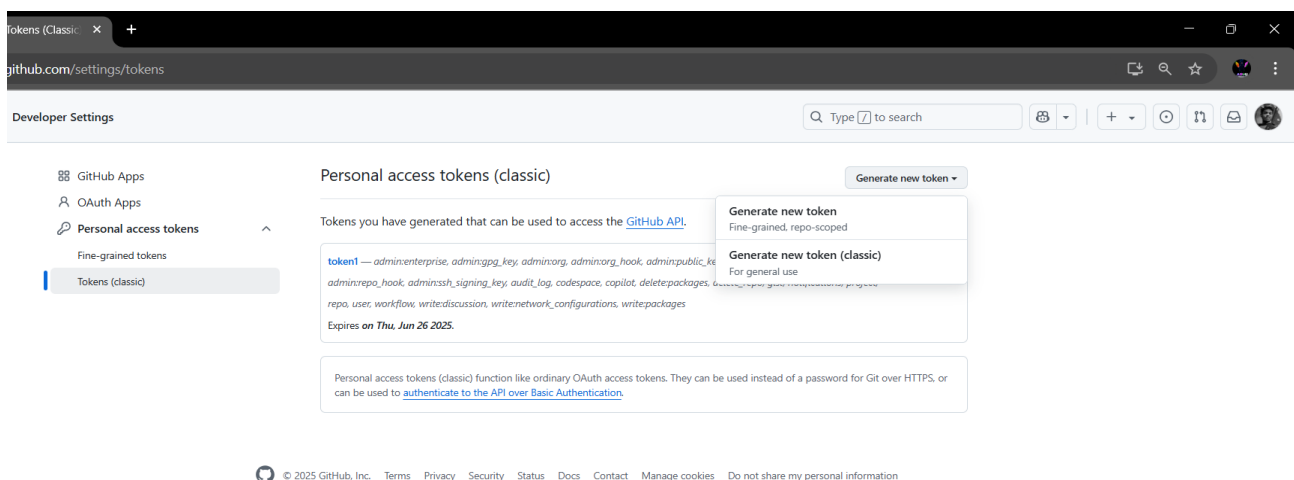 Tokens (Classic
github.com/settings/tokens
Developer Settings
Type / to search
GitHub Apps
OAuth Apps
Personal access tokens
Fine-grained tokens
Tokens (classic)
Personal access tokens (classic)
Generate new token
Generate new token
Fine-grained, repo-scoped
Generate new token (classic)
For general use
Tokens you have generated that can be used to access the GitHub API.
token1 — admin:enterprise, admin:gpg_key, admin:org, admin:org_hook, admin:public_ke
admin:repo_hook, admin:ssh_signing_key, audit_log, codespace, copilot, delete:packages,
repo, user, workflow, write:discussion, write:network_configurations, write:packages
Expires on Thu, Jun 26 2025.
Personal access tokens (classic) function like ordinary OAuth access tokens. They can be used instead of a password for Git over HTTPS, or
can be used to authenticate to the API over Basic Authentication.
© 2025 GitHub, Inc. Terms Privacy Security Status Docs Contact Manage cookies Do not share my personal information